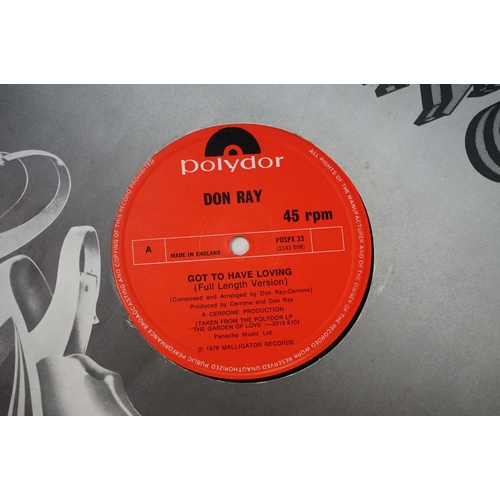 polydor
DON RAY
45 rpm
A
MADE IN ENGLAND
POSPX 33
(2141 05A)
GOT TO HAVE LOVING
(Full Length Version)
(Composed and Arranged by Don Ray-Cerrone)
Produced by Cerrone and Don Ray
A CERRONE PRODUCTION
(TAKEN FROM THE POLYDOR LP
"THE GARDEN OF LOVE"—2310 610)
Panache Music Ltd.
℗ 1978 MALLIGATOR RECORDS
ALL RIGHTS OF THE MANUFACTURER AND OF THE OWNER OF THE RECORDED WORK RESERVED UNAUTHORISED PUBLIC PERFORMANCE BROADCASTING AND COPYING OF THIS RECORD PROHIBITED